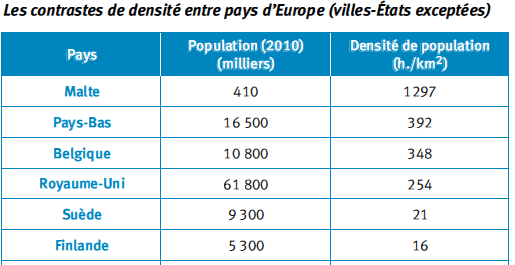 Les contrastes de densité entre pays d'Europe (villes-États exceptées)
Pays Population (2010) (milliers) Densité de population (h./km²)
Malte 410 1297
Pays-Bas 16 500 392
Belgique 10 800 348
Royaume-Uni 61 800 254
Suède 9 300 21
Finlande 5 300 16